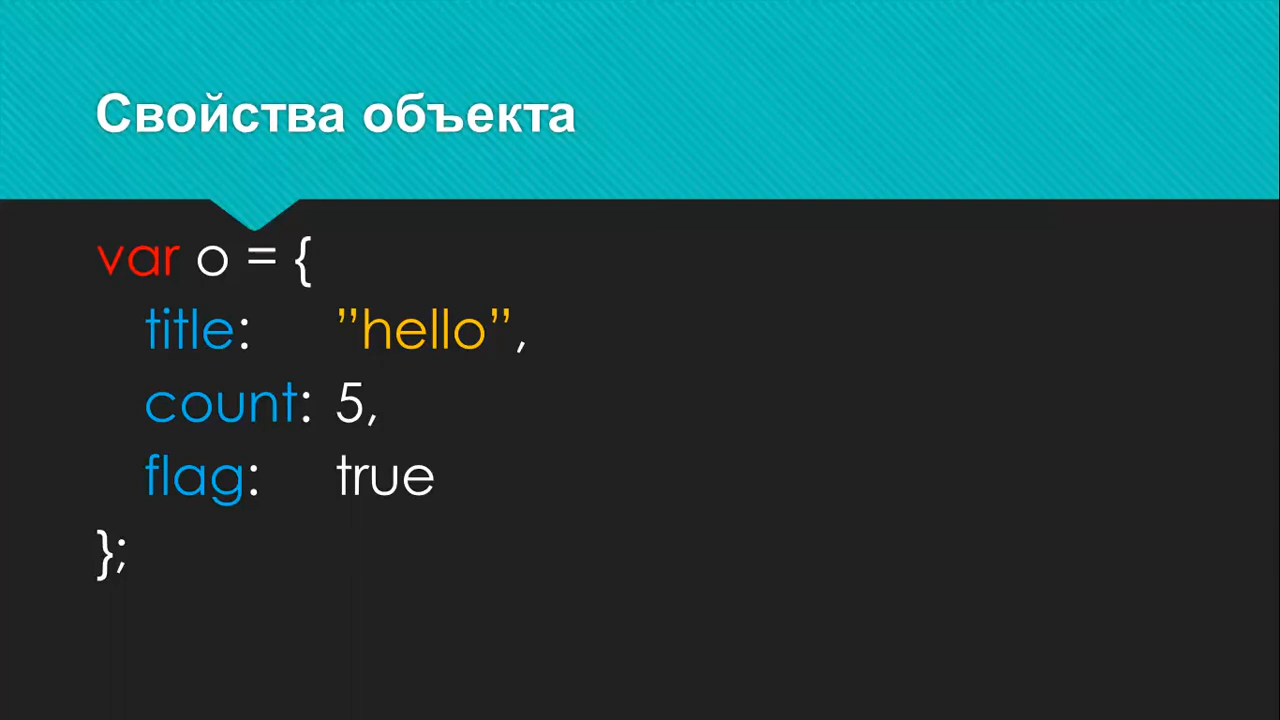 Свойства объекта
var o = {
title: ”hello”,
count: 5,
flag: true
};